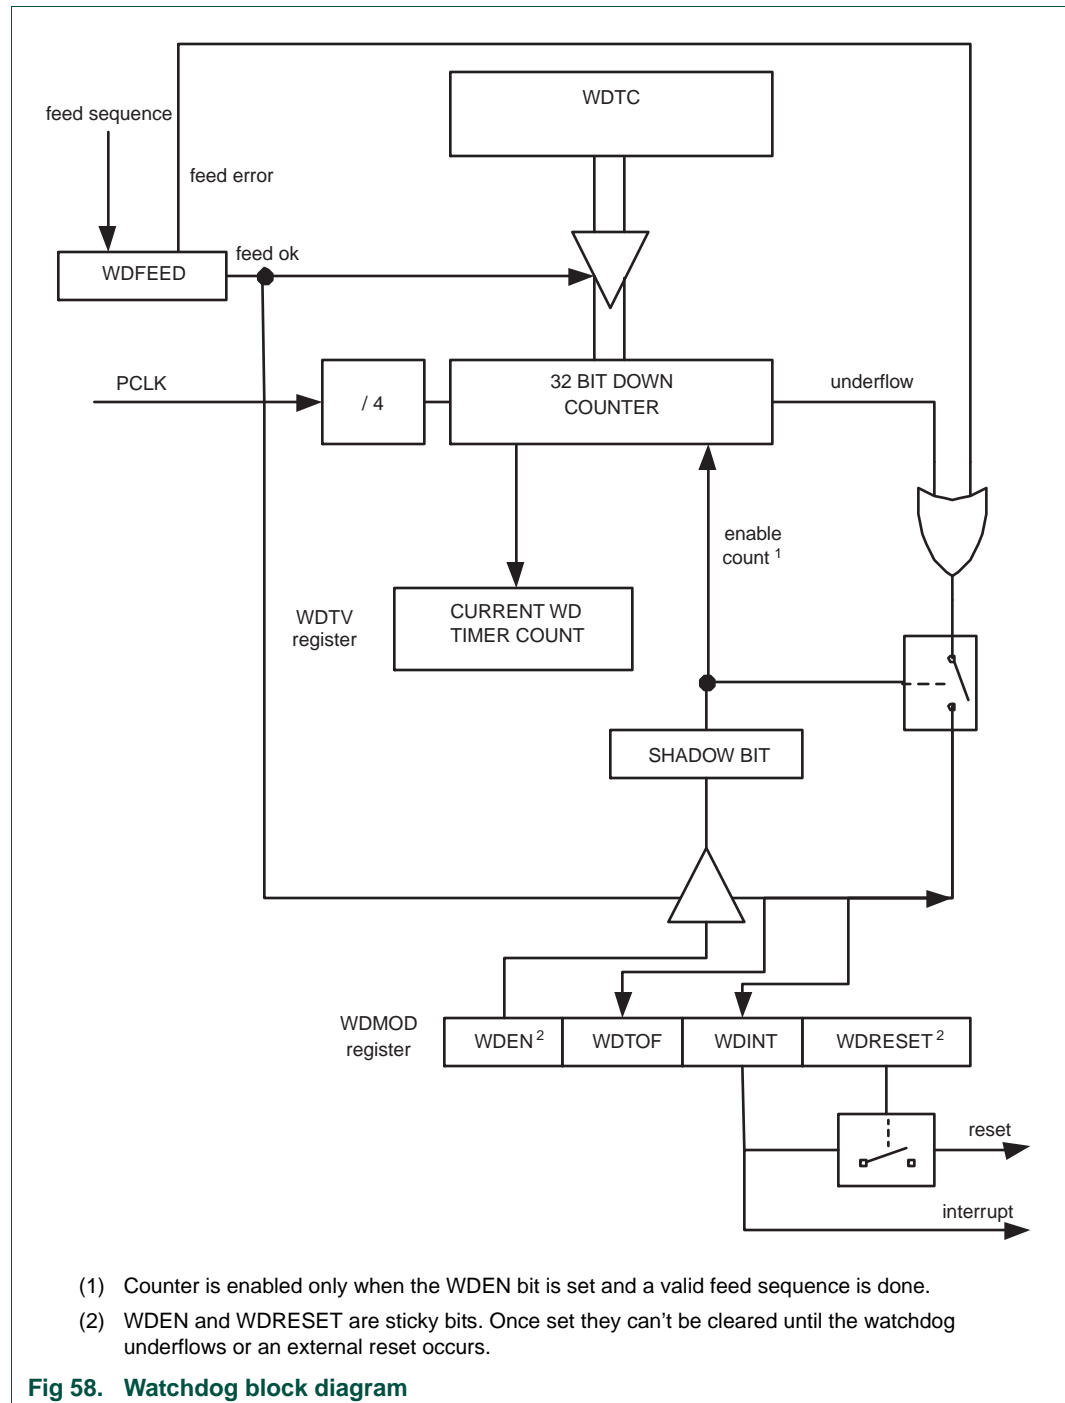 WDTC
feed sequence
feed error
feed ok
WDFEED
PCLK
/ 4
32 BIT DOWN
COUNTER
underflow
enable
count 1
WDTV
register
CURRENT WD
TIMER COUNT
SHADOW BIT
WDMOD
register
WDEN 2
WDTOF
WDINT
WDRESET 2
reset
interrupt
(1) Counter is enabled only when the WDEN bit is set and a valid feed sequence is done.
(2) WDEN and WDRESET are sticky bits. Once set they can’t be cleared until the watchdog
underflows or an external reset occurs.
Fig 58. Watchdog block diagram